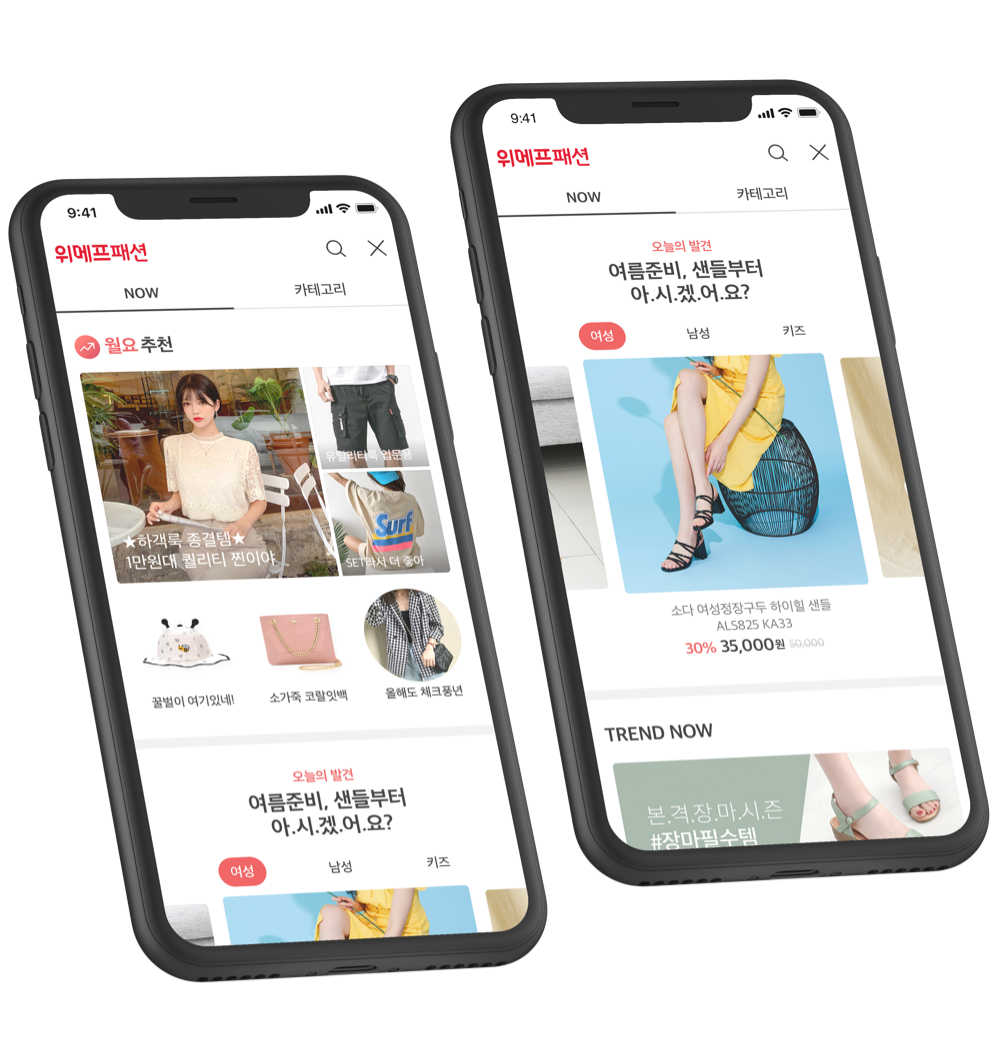 9:41
위메프패션
NOW
카테고리
월요추천
★하객룩 종결템★
1만원대 퀄리티 찐이야
유틸리티룩 입문용
Surf
SET라서 더 좋아
꿀벌이 여기있네!
소가죽 코랄잇백
올해도 체크풍년
오늘의 발견
여름준비, 샌들부터
아.시.겠.어.요?
여성
남성
키즈
9:41
위메프패션
NOW
카테고리
오늘의 발견
여름준비, 샌들부터
아.시.겠.어.요?
여성
남성
키즈
소다 여성정장구두 하이힐 샌들
ALS825 KA33
30% 35,000원 50,000
TREND NOW
본.격.장.마.시.즌
#장마필수템